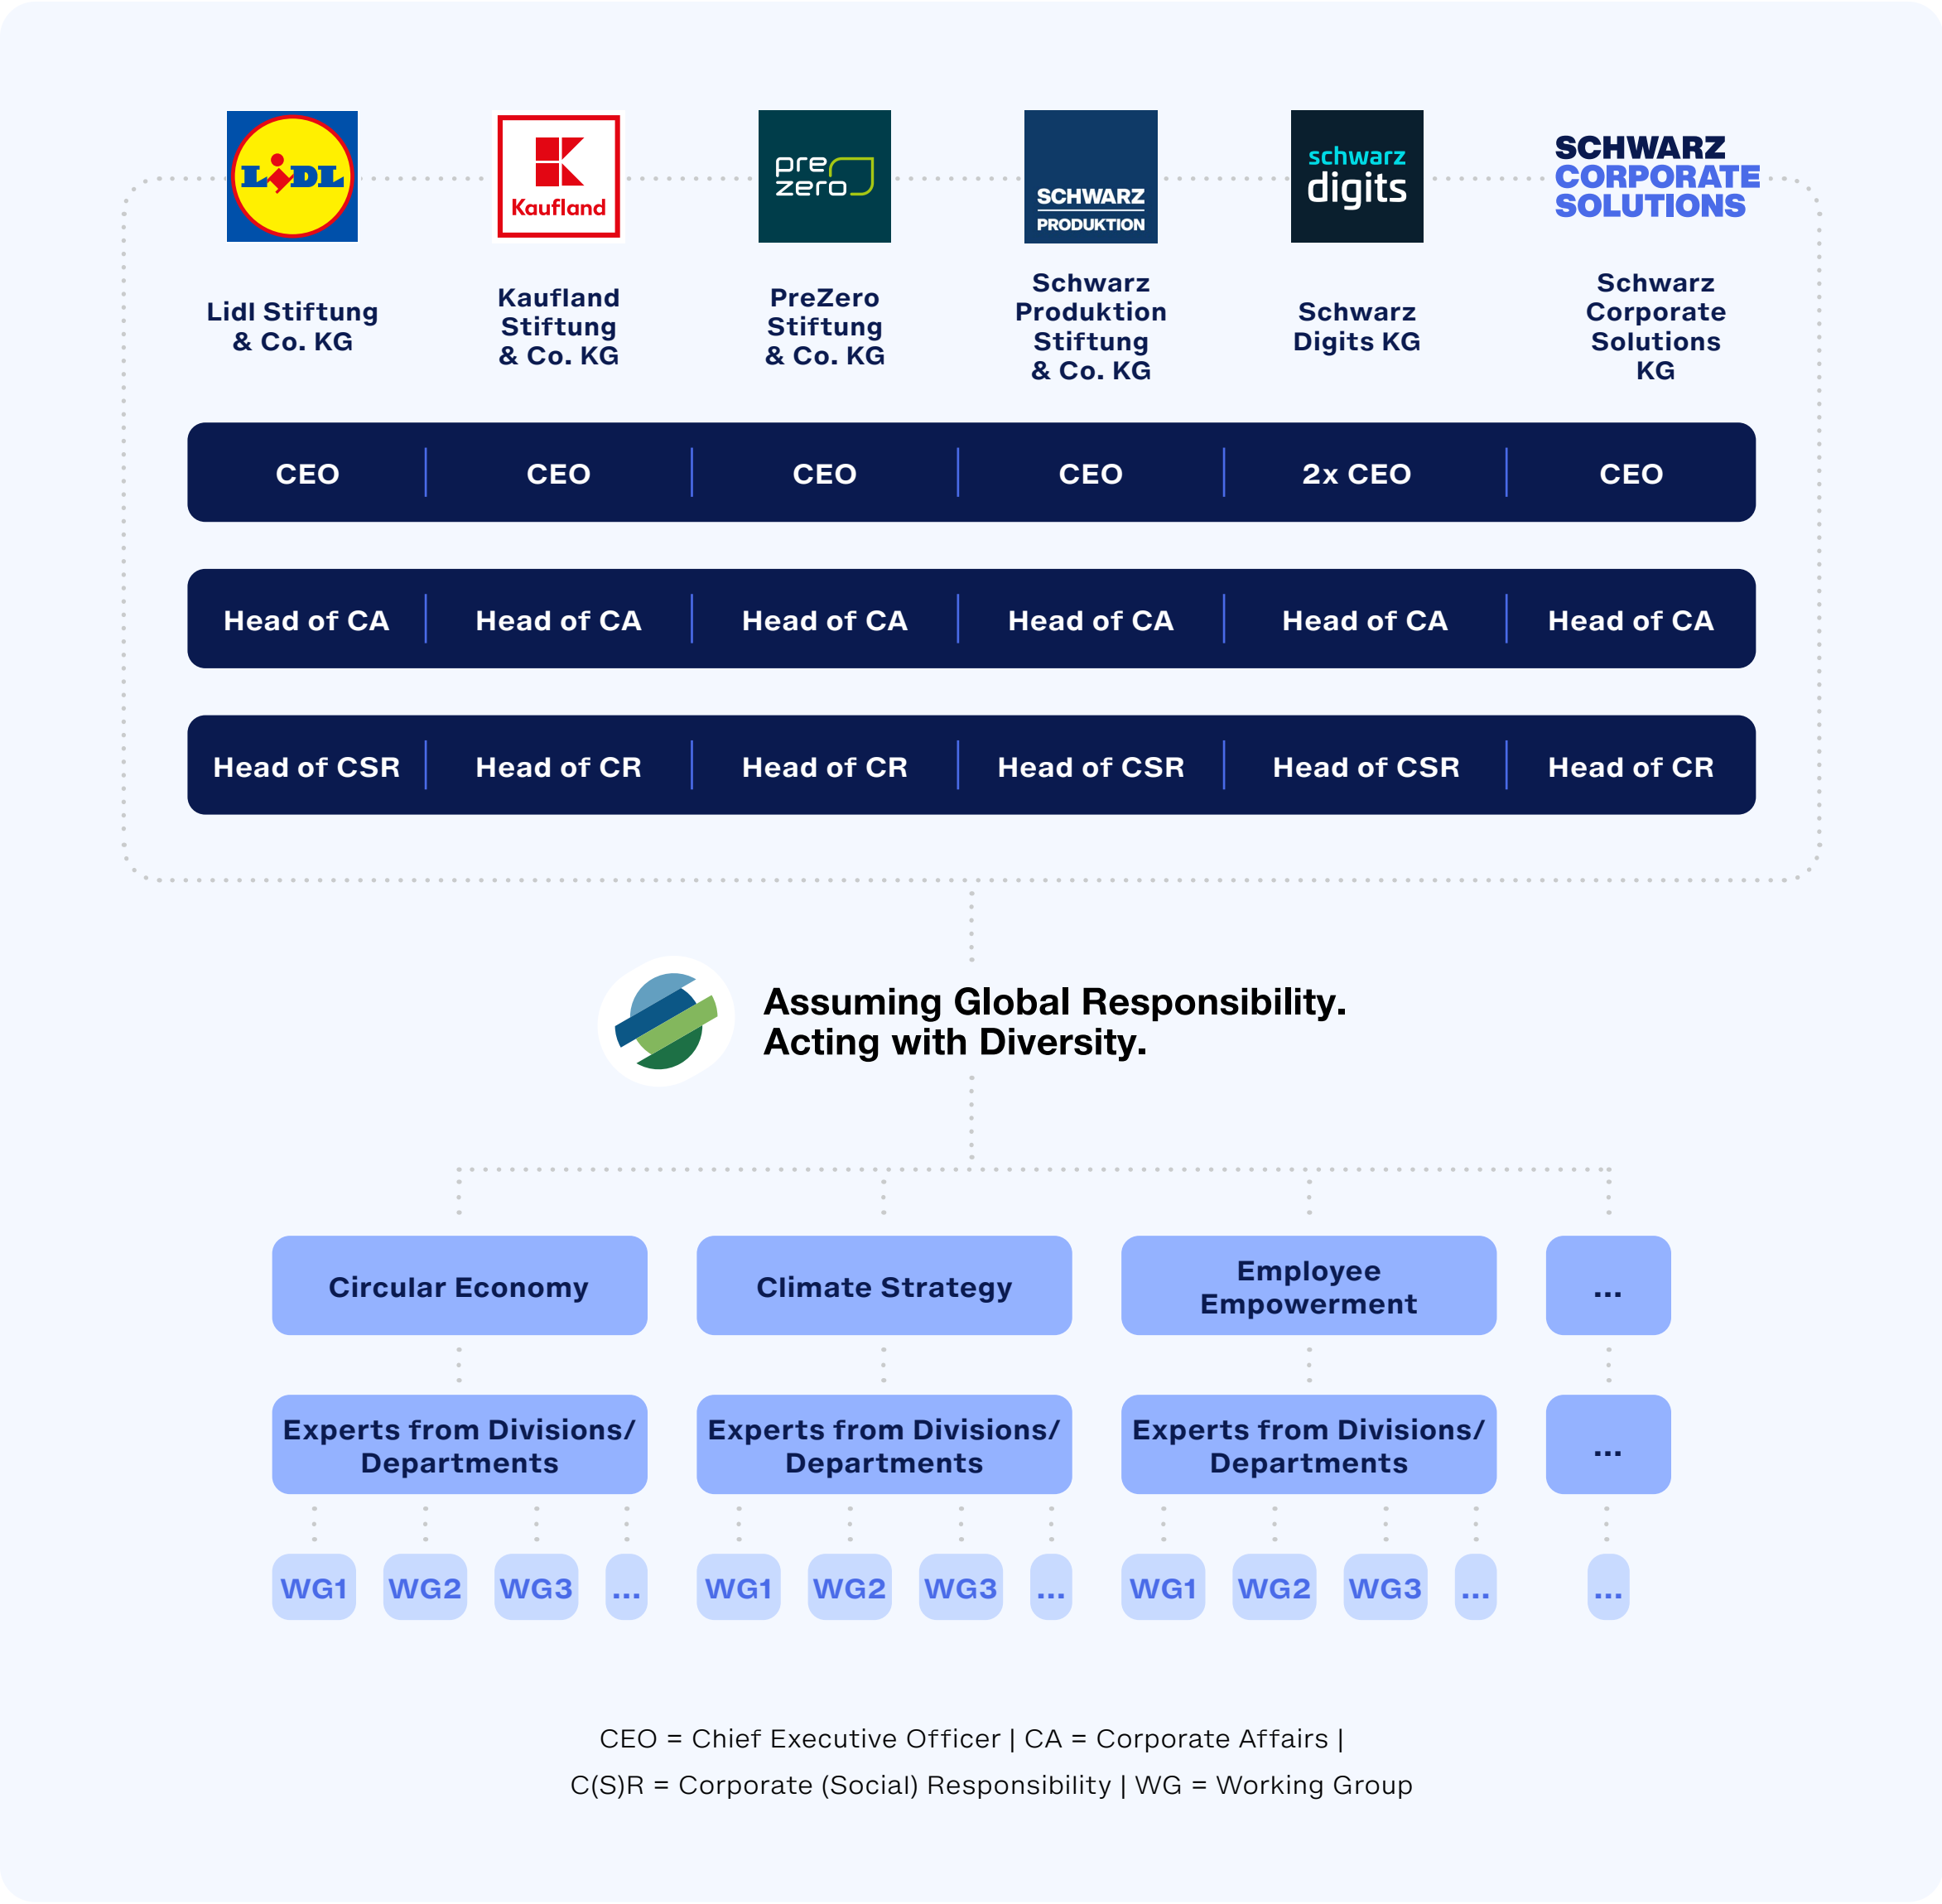 LIDL
Kaufland
pre
zero
SCHWARZ
PRODUKTION
schwarz
digits
SCHWARZ
CORPORATE
SOLUTIONS
Lidl Stiftung
& Co. KG
Kaufland
Stiftung
& Co. KG
PreZero
Stiftung
& Co. KG
Schwarz
Produktion
Stiftung
& Co. KG
Schwarz
Digits KG
Schwarz
Corporate
Solutions
KG
CEO
CEO
CEO
CEO
2x CEO
CEO
Head of CA
Head of CA
Head of CA
Head of CA
Head of CA
Head of CA
Head of CSR
Head of CR
Head of CR
Head of CSR
Head of CSR
Head of CR
Assuming Global Responsibility.
Acting with Diversity.
Circular Economy
Climate Strategy
Employee
Empowerment
...
Experts from Divisions/
Departments
Experts from Divisions/
Departments
Experts from Divisions/
Departments
...
WG1
WG2
WG3
...
WG1
WG2
WG3
...
WG1
WG2
WG3
...
...
CEO = Chief Executive Officer | CA = Corporate Affairs |
C(S)R = Corporate (Social) Responsibility | WG = Working Group